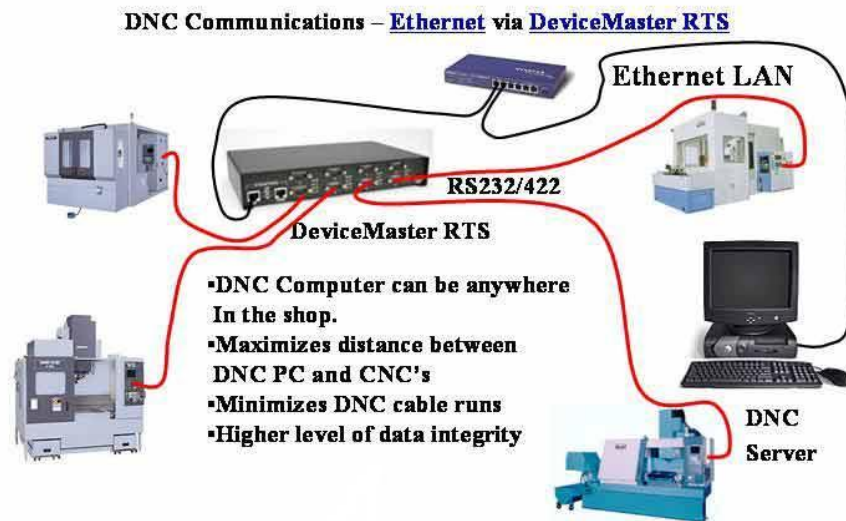 DNC Communications – Ethernet via DeviceMaster RTS
Ethernet LAN
RS232/422
DeviceMaster RTS
▪DNC Computer can be anywhere
In the shop.
▪Maximizes distance between
DNC PC and CNC's
▪Minimizes DNC cable runs
▪Higher level of data integrity
DNC
Server